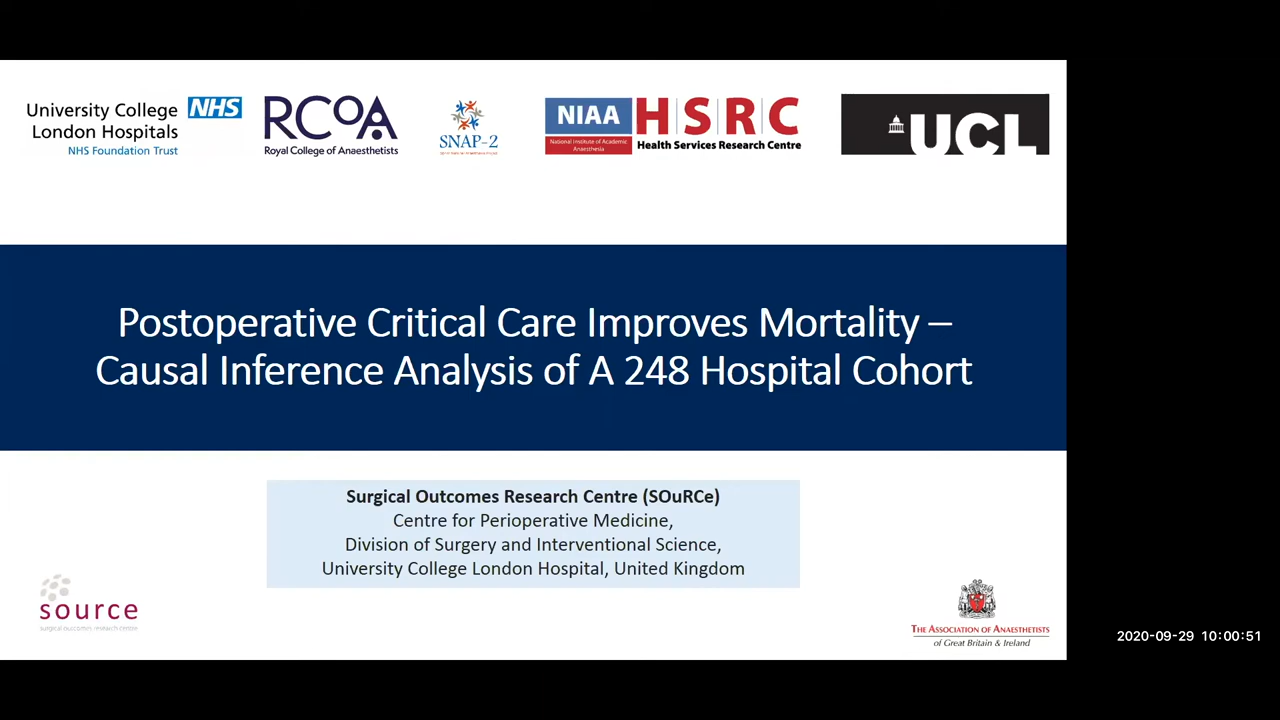 University College
London Hospitals
NHS Foundation Trust
NHS
RCOA
Royal College of Anaesthetists
SNAP-2
NIAA
National Institute of Academic
Anaesthesia
HSRC
Health Services Research Centre
UCL
Postoperative Critical Care Improves Mortality –
Causal Inference Analysis of A 248 Hospital Cohort
Surgical Outcomes Research Centre (SOuRCe)
Centre for Perioperative Medicine,
Division of Surgery and Interventional Science,
University College London Hospital, United Kingdom
source
surgical outcomes research centre
THE ASSOCIATION OF ANAESTHETISTS
of Great Britain & Ireland
2020-09-29 10:00:51